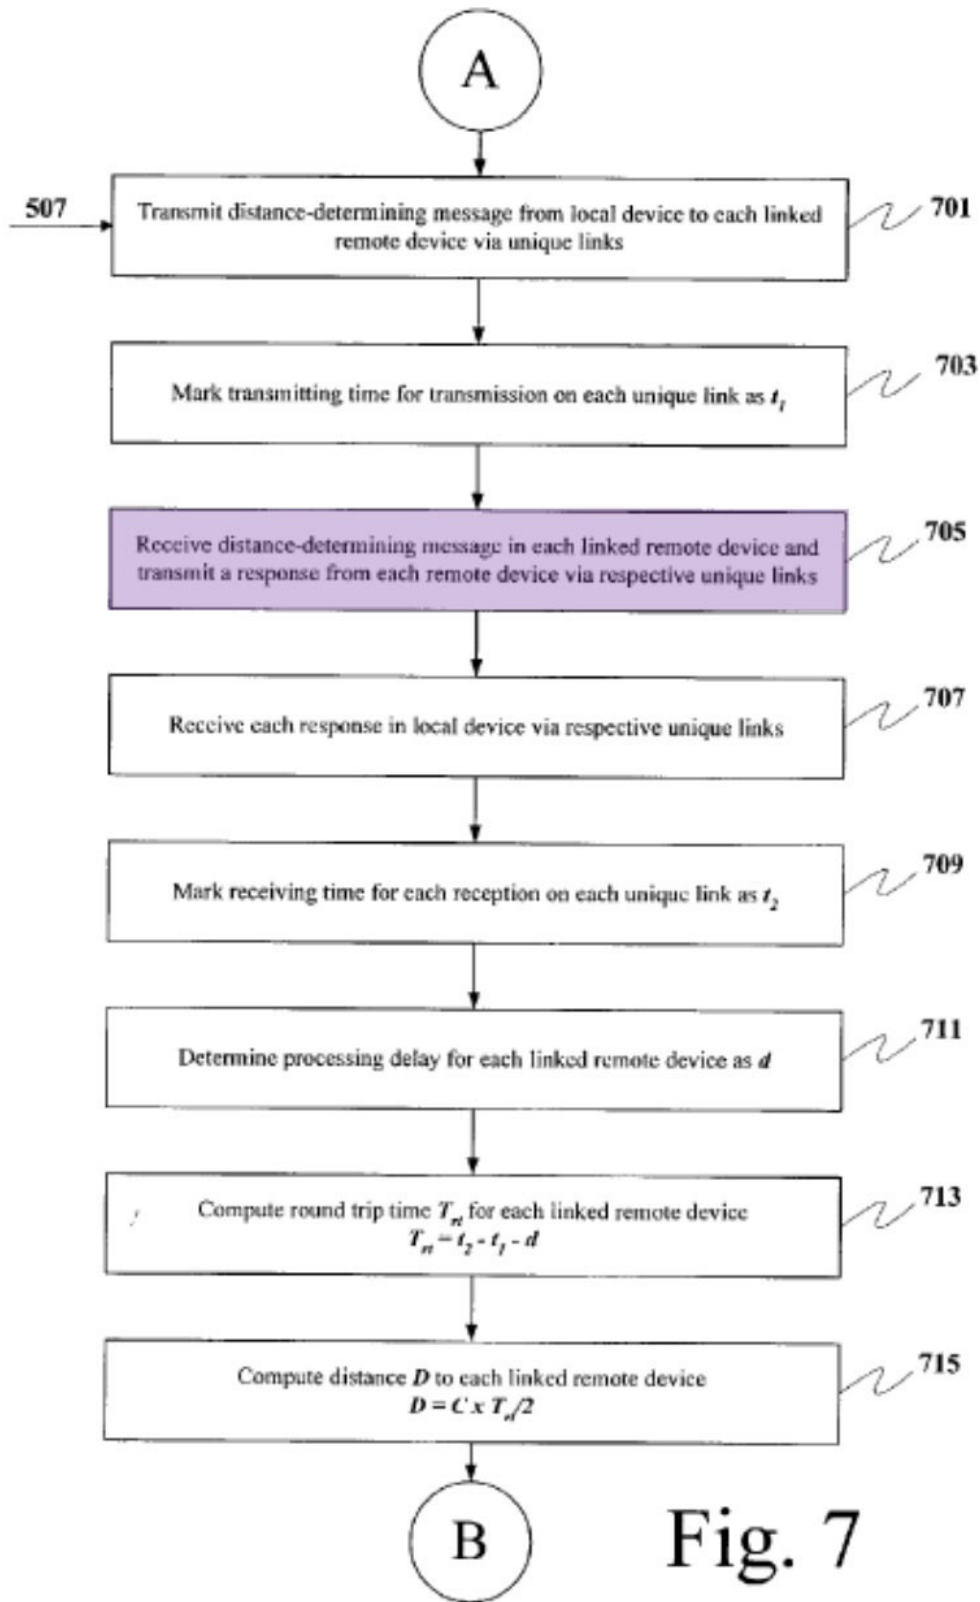 A
507
Transmit distance-determining message from local device to each linked
remote device via unique links
701
Mark transmitting time for transmission on each unique link as t1
703
Receive distance-determining message in each linked remote device and
transmit a response from each remote device via respective unique links
705
Receive each response in local device via respective unique links
707
Mark receiving time for each reception on each unique link as t2
709
Determine processing delay for each linked remote device as d
711
Compute round trip time Trt for each linked remote device
Trt = t2 - t1 - d
713
Compute distance D to each linked remote device
D = C x Trt/2
715
B
Fig. 7